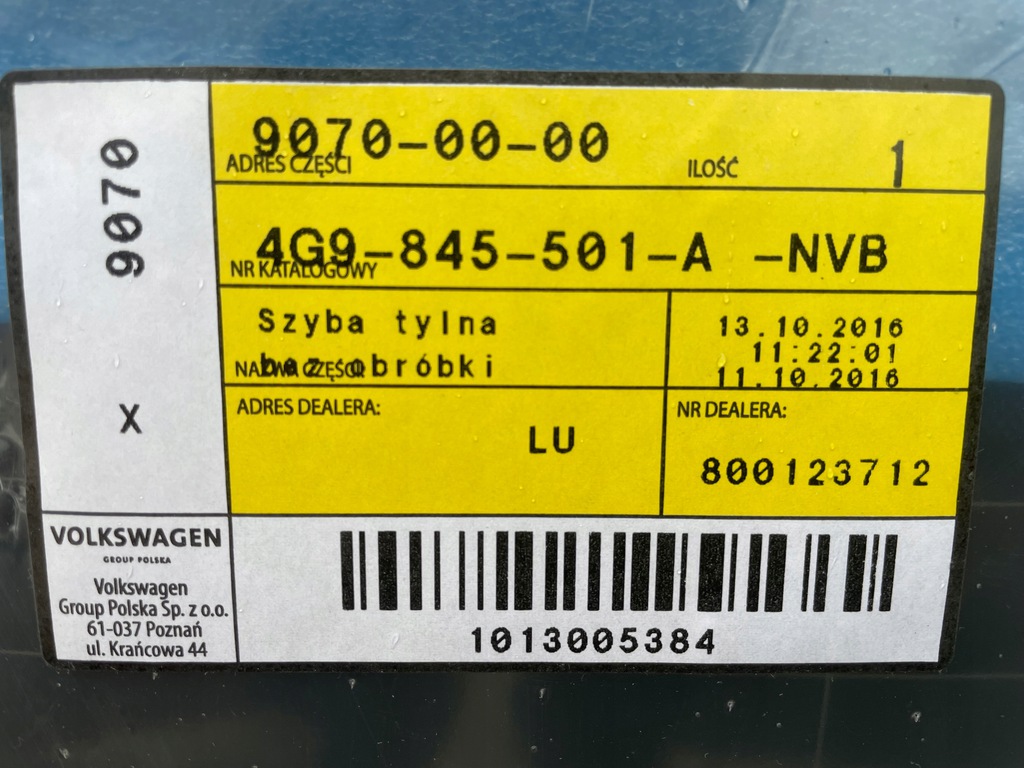 9070
X
9070-00-00
ADRES CZĘŚCI
ILOŚĆ
1
4G9-845-501-A -NVB
NR KATALOGOWY
Szyba tylna
bez obróbki
NAZWA CZĘŚCI
13.10.2016
11:22:01
11.10.2016
ADRES DEALERA:
LU
NR DEALERA:
800123712
VOLKSWAGEN
GROUP POLSKA
Volkswagen
Group Polska Sp. z o.o.
61-037 Poznań
ul. Krańcowa 44
1013005384